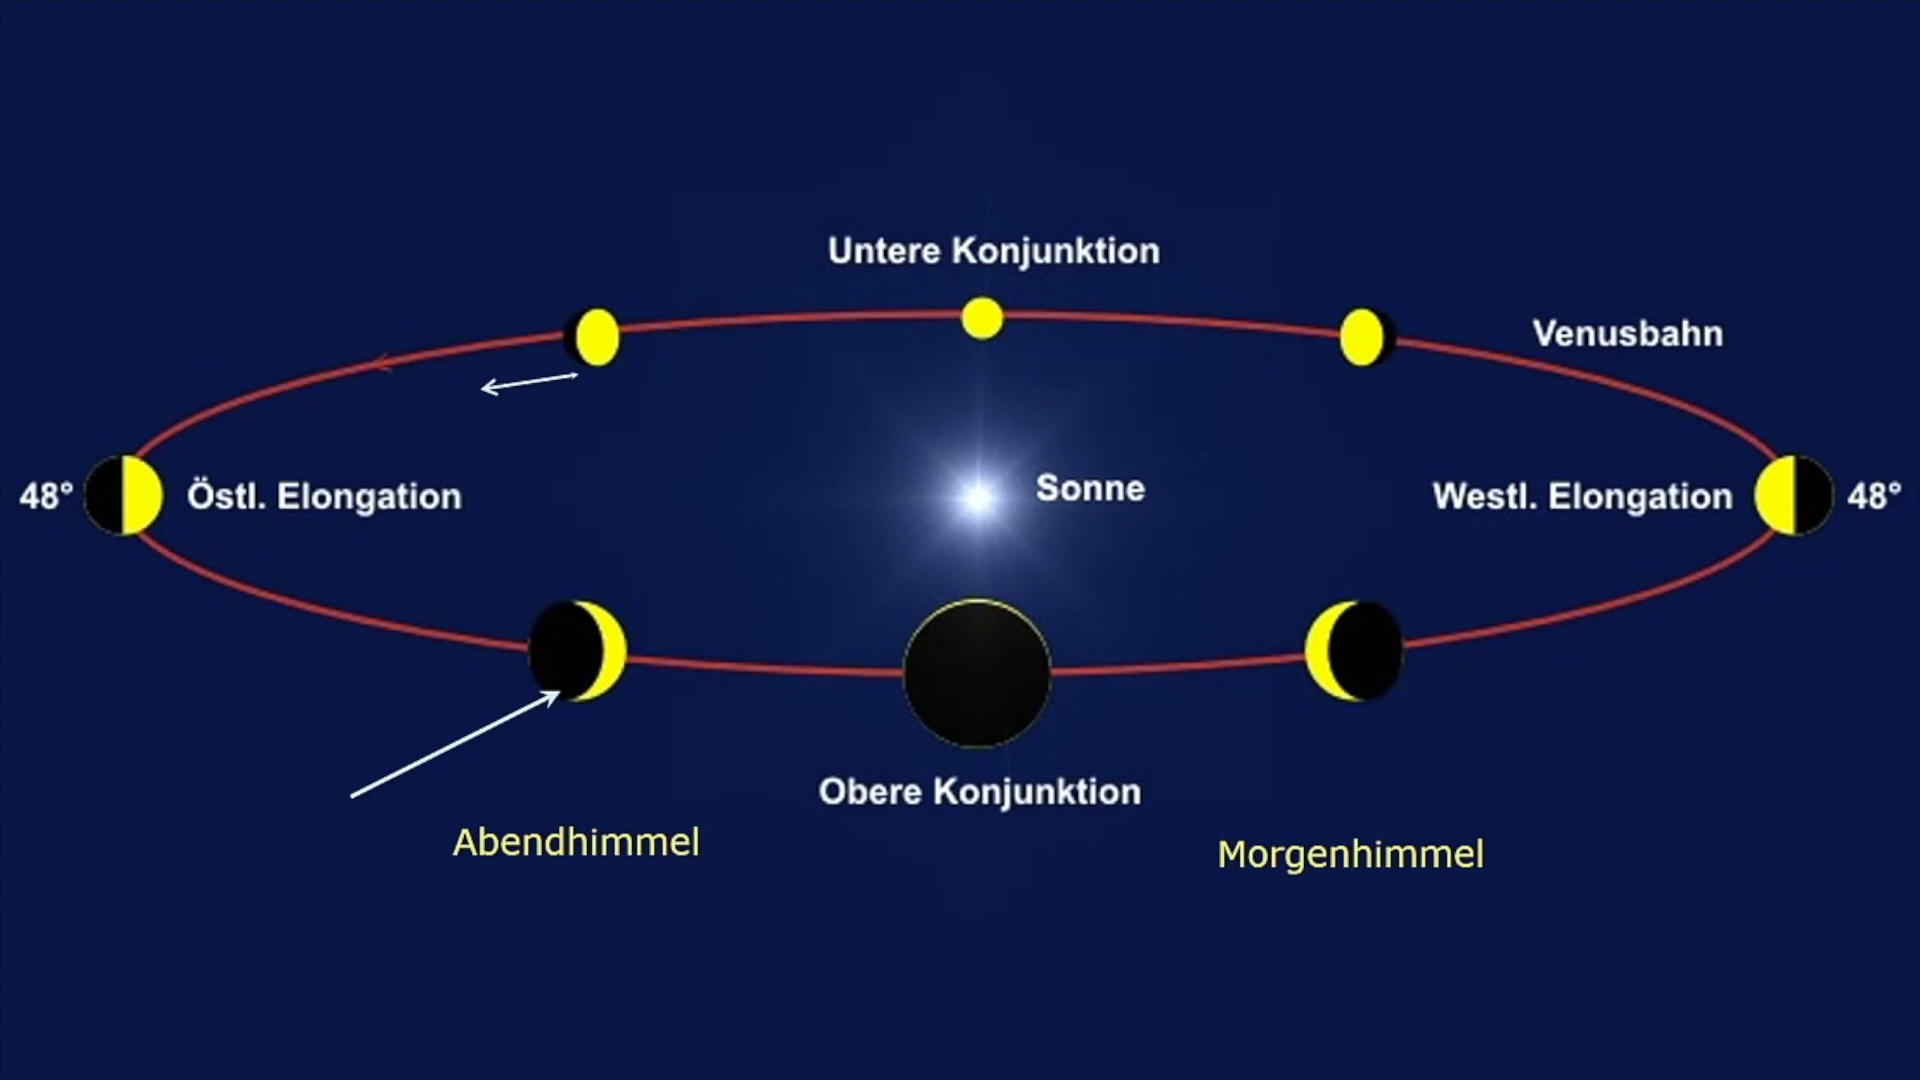 Untere Konjunktion
Venusbahn
Sonne
48°
Östl. Elongation
Westl. Elongation
48°
Obere Konjunktion
Abendhimmel
Morgenhimmel